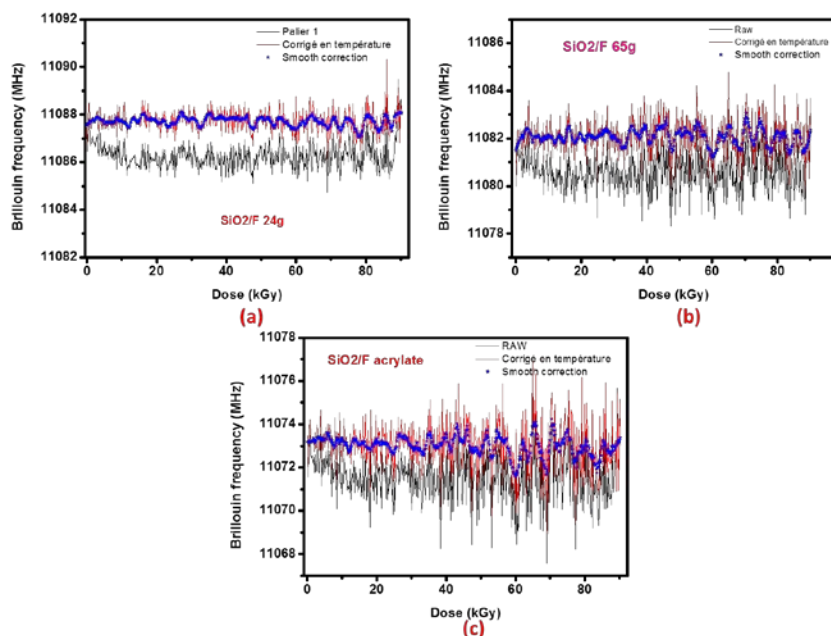 11092
11090
11088
11086
11084
11082
Brillouin frequency (MHz)
Palier 1
Corrigé en température
Smooth correction
SiO2/F 24g
0 20 40 60 80
Dose (kGy)
(a)
11086
11084
11082
11080
11078
Brillouin frequency (MHz)
SiO2/F 65g
Raw
Corrigé en température
Smooth correction
0 20 40 60 80
Dose (kGy)
(b)
11078
11076
11074
11072
11070
11068
Brillouin frequency (MHz)
SiO2/F acrylate
RAW
Corrigé en température
Smooth correction
0 20 40 60 80
Dose (kGy)
(c)